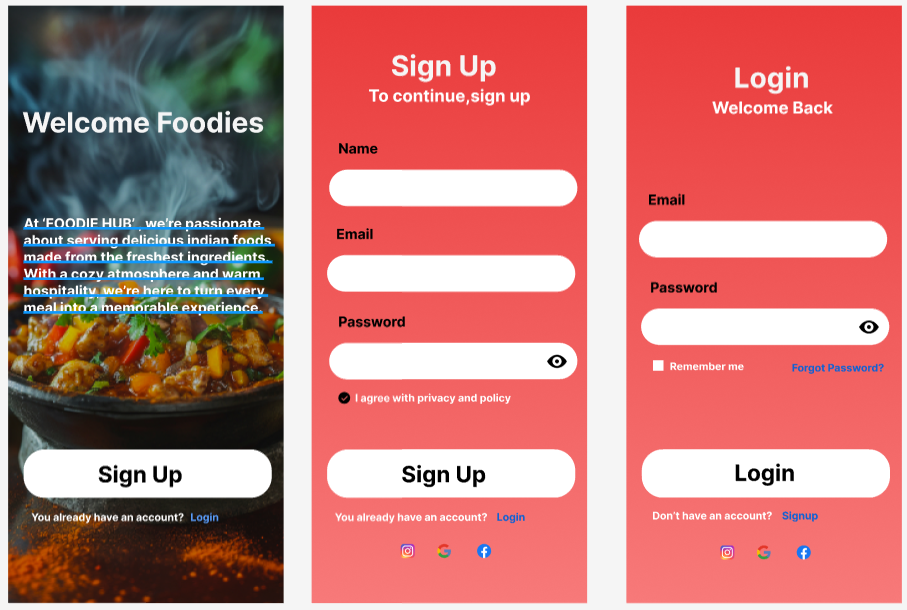 Welcome Foodies
At ‘FOODIE HUB’ , we’re passionate
about serving delicious indian foods
made from the freshest ingredients.
With a cozy atmosphere and warm
hospitality, we’re here to turn every
meal into a memorable experience.
Sign Up
You already have an account? Login
Sign Up
To continue,sign up
Name
Email
Password
I agree with privacy and policy
Sign Up
You already have an account? Login
Login
Welcome Back
Email
Password
Remember me Forgot Password?
Login
Don’t have an account? Signup